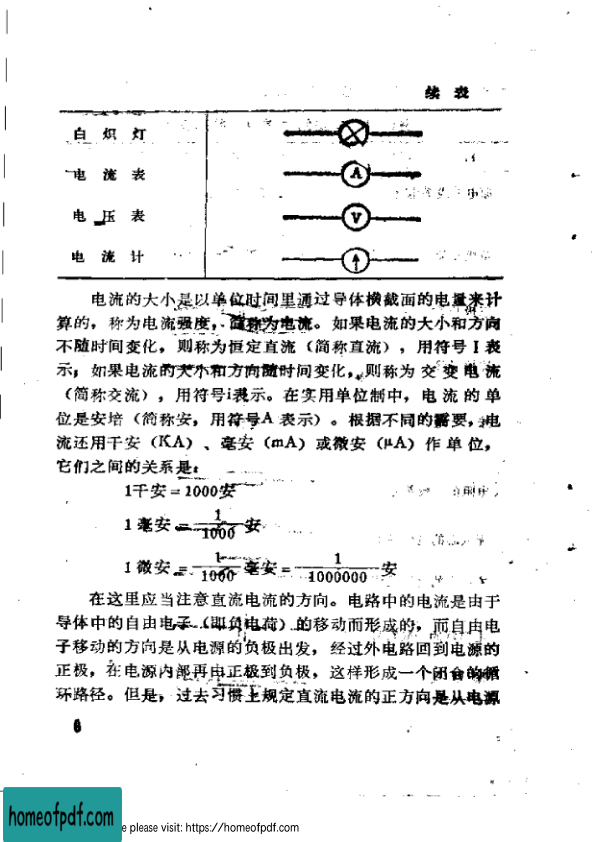 续表
白炽灯
电流表 A
电压表 V
电流计
电流的大小是以单位时间里通过导体横截面的电量来计
算的，称为电流强度，简称为电流。如果电流的大小和方向
不随时间变化，则称为恒定直流（简称直流），用符号 I 表
示，如果电流的大小和方向随时间变化，则称为交变电流
（简称交流），用符号i表示。在实用单位制中，电流的单
位是安培（简称安，用符号A 表示）。根据不同的需要，电
流还用千安（KA）、毫安（mA）或微安（μA）作单位，
它们之间的关系是：
1千安＝1000安
1毫安＝1/1000安
1微安＝1/1000毫安＝1/1000000安
在这里应当注意直流电流的方向。电路中的电流是由于
导体中的自由电子（即负电荷）的移动而形成的，而自由电
子移动的方向是从电源的负极出发，经过外电路回到电源的
正极，在电源内部再由正极到负极，这样形成一个闭合的循
环路径。但是，过去习惯上规定直流电流的正方向是从电源
6
homeofpdf.com
e please visit: https://homeofpdf.com